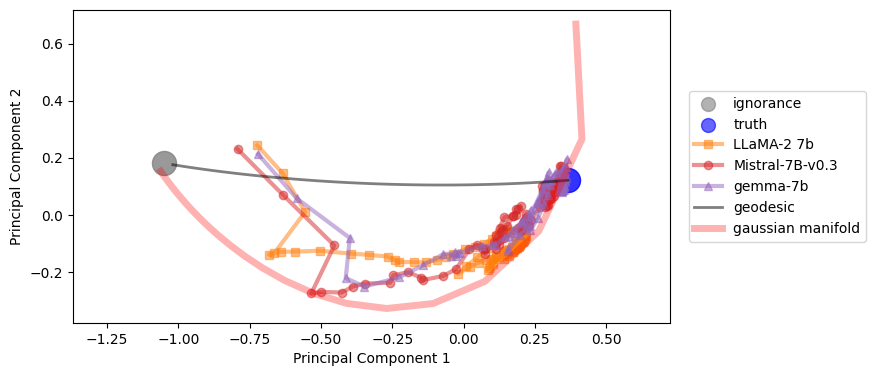 0.6
0.4
0.2
0.0
−0.2
Principal Component 2
−1.25 −1.00 −0.75 −0.50 −0.25 0.00 0.25 0.50
Principal Component 1
ignorance
truth
LLaMA-2 7b
Mistral-7B-v0.3
gemma-7b
geodesic
gaussian manifold